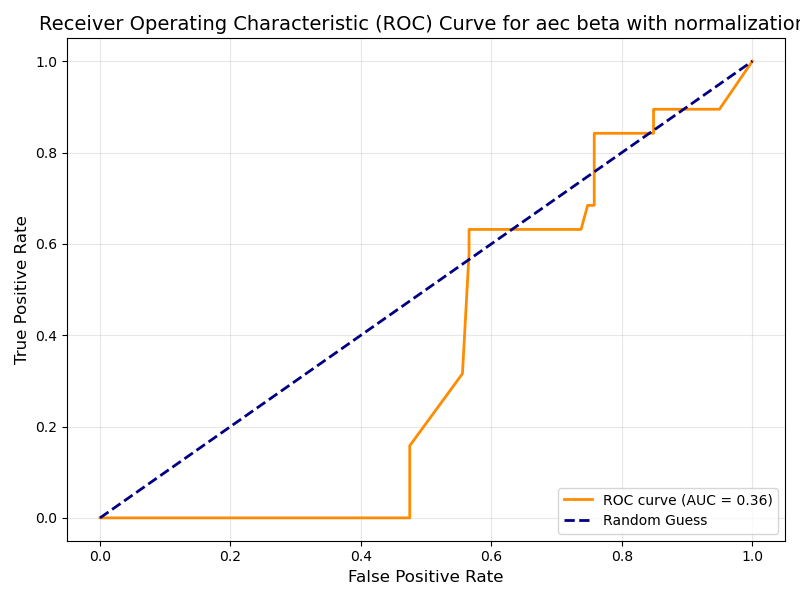 Receiver Operating Characteristic (ROC) Curve for aec beta with normalization
1.0
0.8
0.6
0.4
0.2
0.0
True Positive Rate
0.0 0.2 0.4 0.6 0.8 1.0
False Positive Rate
ROC curve (AUC = 0.36)
Random Guess